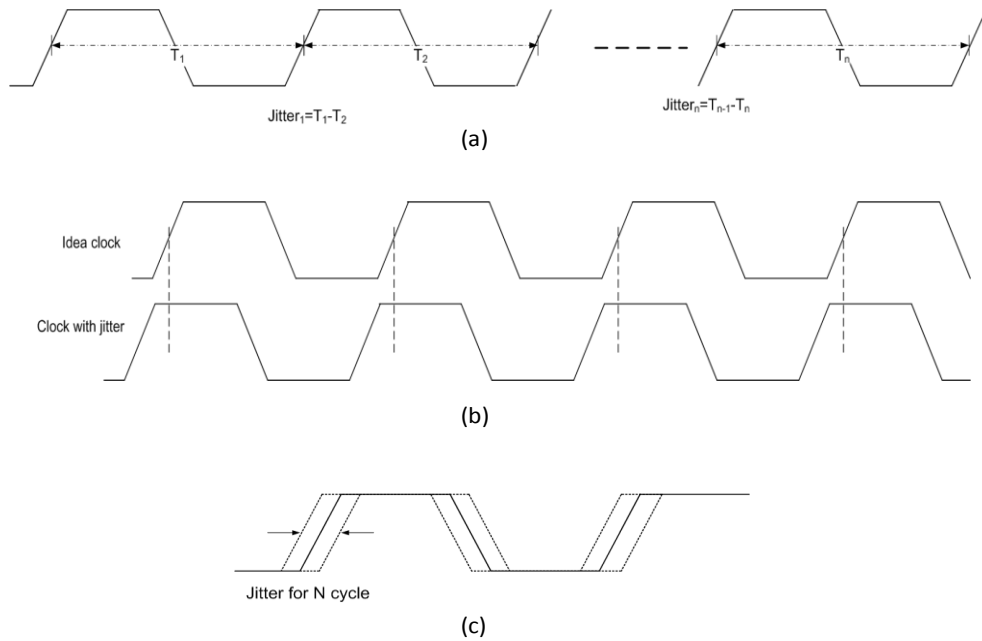 T1
T2
Tn
Jitter1=T1-T2
Jittern=Tn-1-Tn
(a)
Idea clock
Clock with jitter
(b)
Jitter for N cycle
(c)